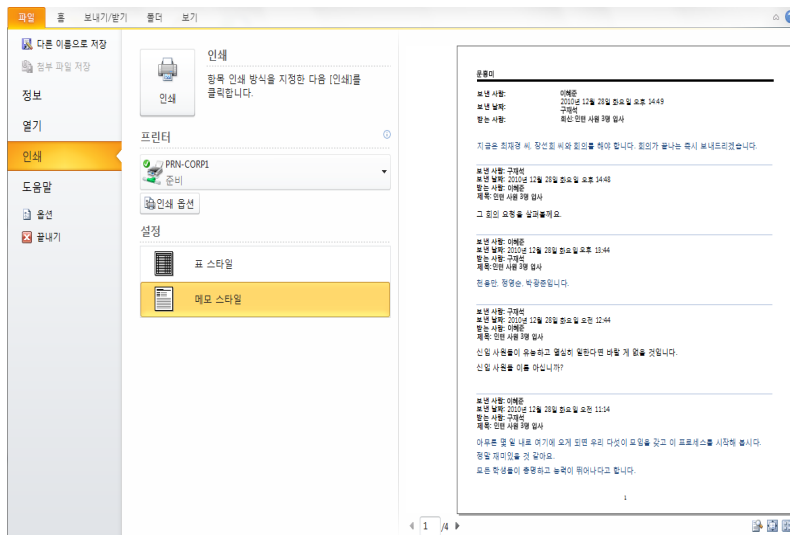 파일 홈 보내기/받기 폴더 보기
다른 이름으로 저장
첨부 파일 저장
정보
열기
인쇄
도움말
옵션
끝내기
인쇄
인쇄
항목 인쇄 방식을 지정한 다음 [인쇄]를
클릭합니다.
프린터
PRN-CORP1
준비
인쇄 옵션
설정
표 스타일
메모 스타일
윤용미
보낸 사람: 이혜준
보낸 날짜: 2010년 12월 28일 화요일 오후 14:49
받는 사람: 구재석
회신: 인턴 사원 3명 입사
지금은 최재경 씨, 장선희 씨와 회의를 해야 합니다. 회의가 끝나는 즉시 보내드리겠습니다.
보낸 사람: 구재석
보낸 날짜: 2010년 12월 28일 화요일 오후 14:48
받는 사람: 이혜준
제목: 인턴 사원 3명 입사
그 회의 요청을 살펴볼게요.
보낸 사람: 이혜준
보낸 날짜: 2010년 12월 28일 화요일 오후 13:44
받는 사람: 구재석
제목: 인턴 사원 3명 입사
전용만, 정명순, 박광준입니다.
보낸 사람: 구재석
보낸 날짜: 2010년 12월 28일 화요일 오전 12:44
받는 사람: 이혜준
제목: 인턴 사원 3명 입사
신입 사원들이 유능하고 열심히 일한다면 바랄 게 없을 것입니다.
신입 사원들 이름 아십니까?
보낸 사람: 이혜준
보낸 날짜: 2010년 12월 28일 화요일 오전 11:14
받는 사람: 구재석
제목: 인턴 사원 3명 입사
아무튼 몇 일 내로 여기에 오게 되면 우리 다섯이 모임을 갖고 이 프로세스를 시작해 봅시다.
정말 재미있을 것 같아요.
모든 학생들이 총명하고 능력이 뛰어나다고 합니다.
1
1 /4